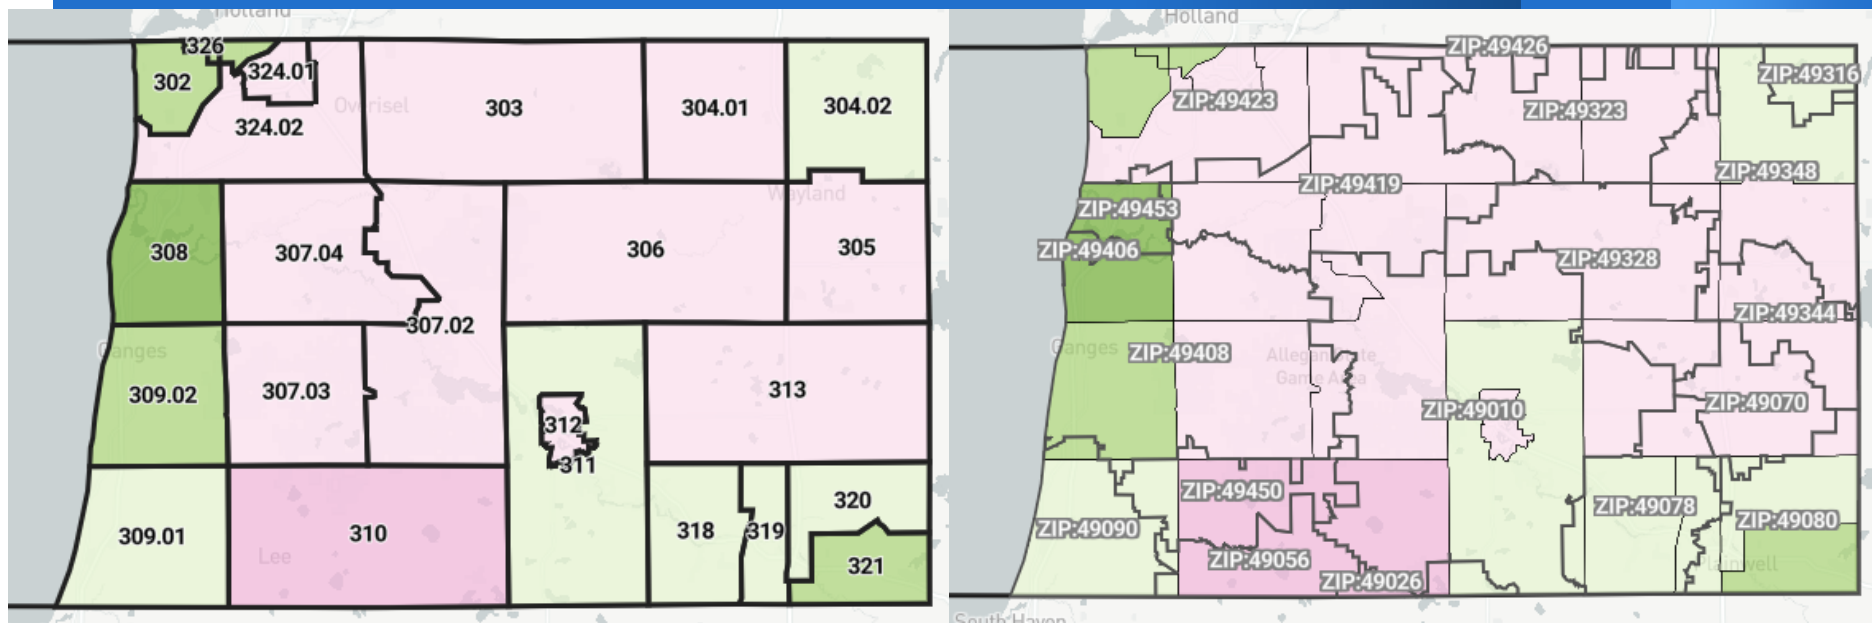 Holland
326
302
324.01
Overisel
324.02
303
304.01
304.02
Wayland
308
307.04
306
305
307.02
Ganges
309.02
307.03
313
312
311
309.01
310
Lee
318
319
320
321
Holland
ZIP:49426
ZIP:49316
ZIP:49423
ZIP:49323
ZIP:49348
ZIP:49419
ZIP:49453
ZIP:49406
ZIP:49328
ZIP:49344
Ganges
ZIP:49408
Allegan State
Game Area
ZIP:49010
ZIP:49070
ZIP:49450
ZIP:49078
ZIP:49090
ZIP:49080
ZIP:49056
Plainwell
ZIP:49026
South Haven